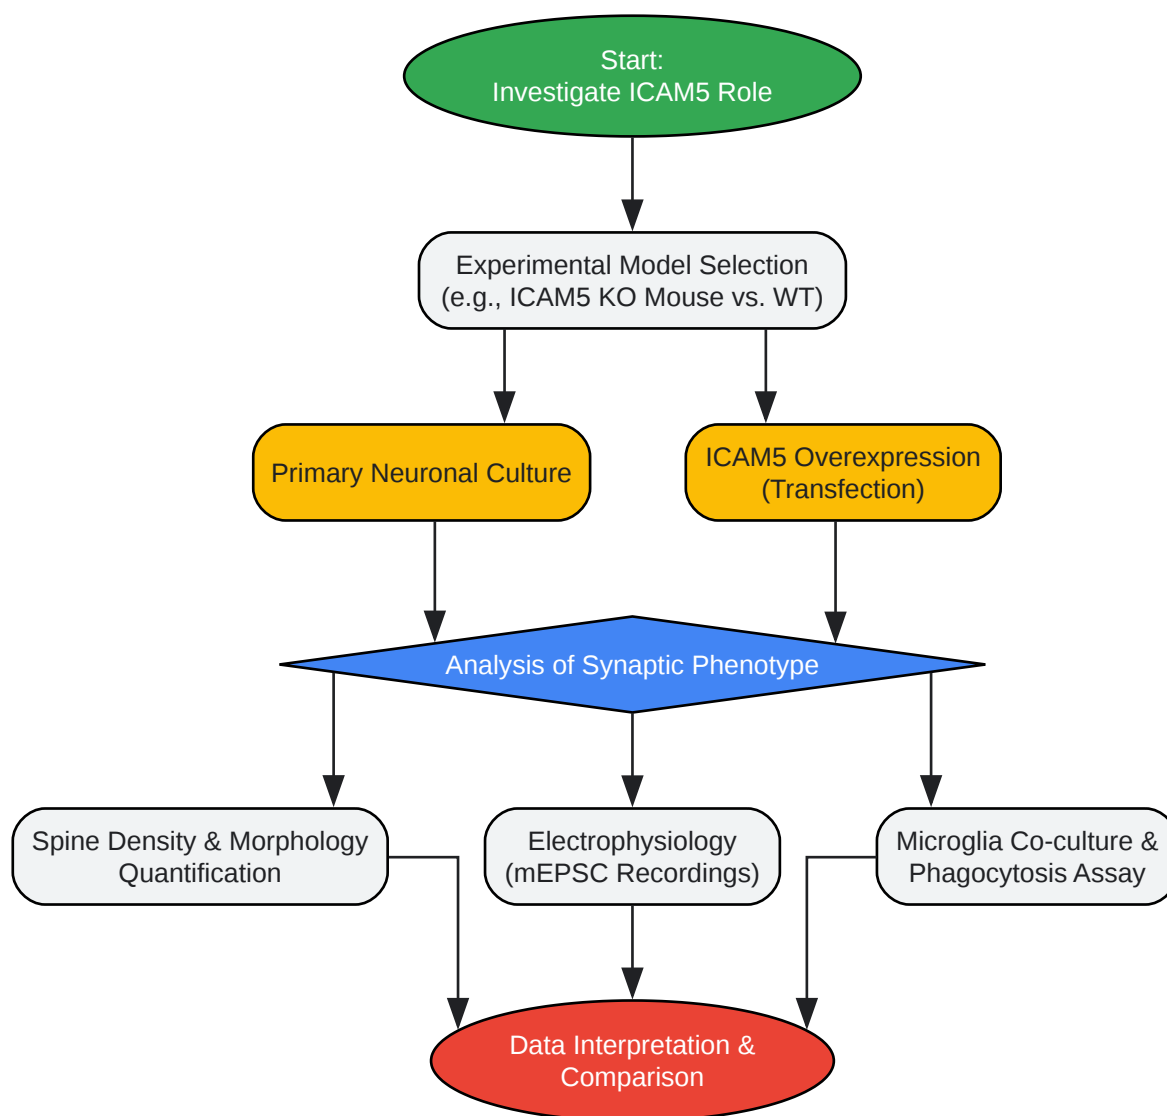 Start:
Investigate ICAM5 Role
Experimental Model Selection
(e.g., ICAM5 KO Mouse vs. WT)
Primary Neuronal Culture
ICAM5 Overexpression
(Transfection)
Analysis of Synaptic Phenotype
Spine Density & Morphology
Quantification
Electrophysiology
(mEPSC Recordings)
Microglia Co-culture &
Phagocytosis Assay
Data Interpretation &
Comparison